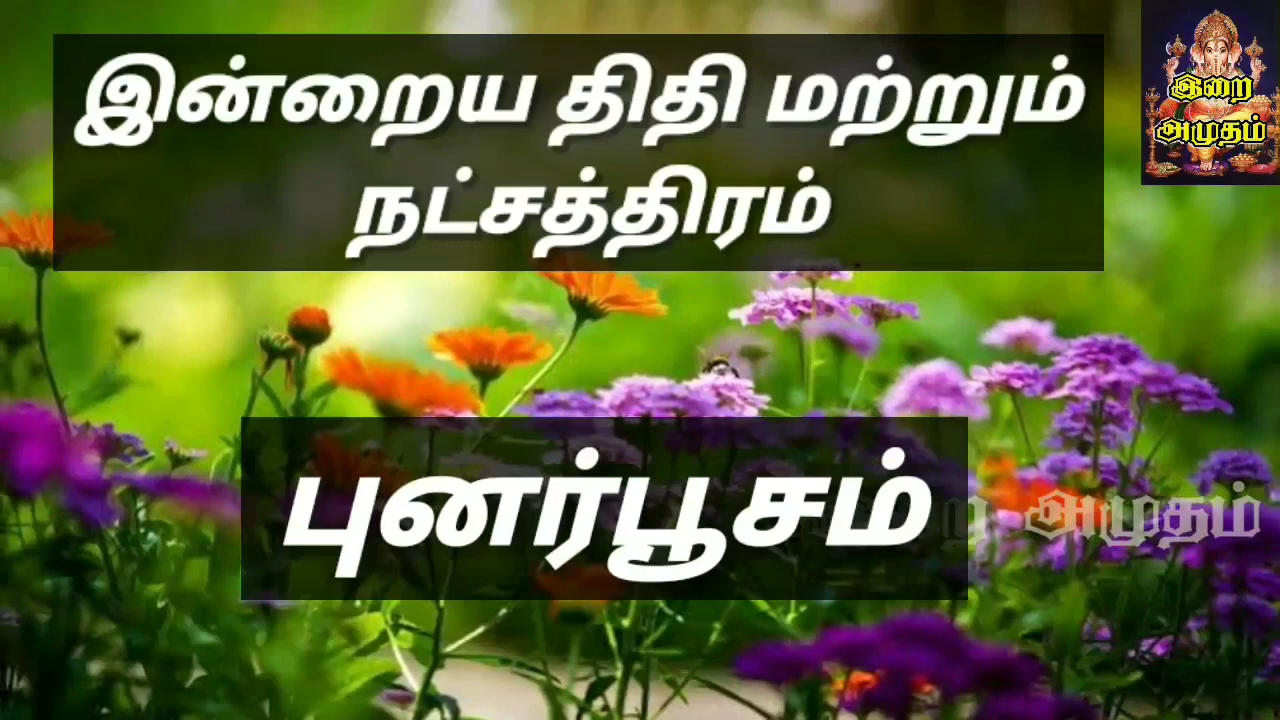 இன்றைய திதி மற்றும்
நட்சத்திரம்
இறை
அமுதம்
புனர்பூசம்
அமுதம்